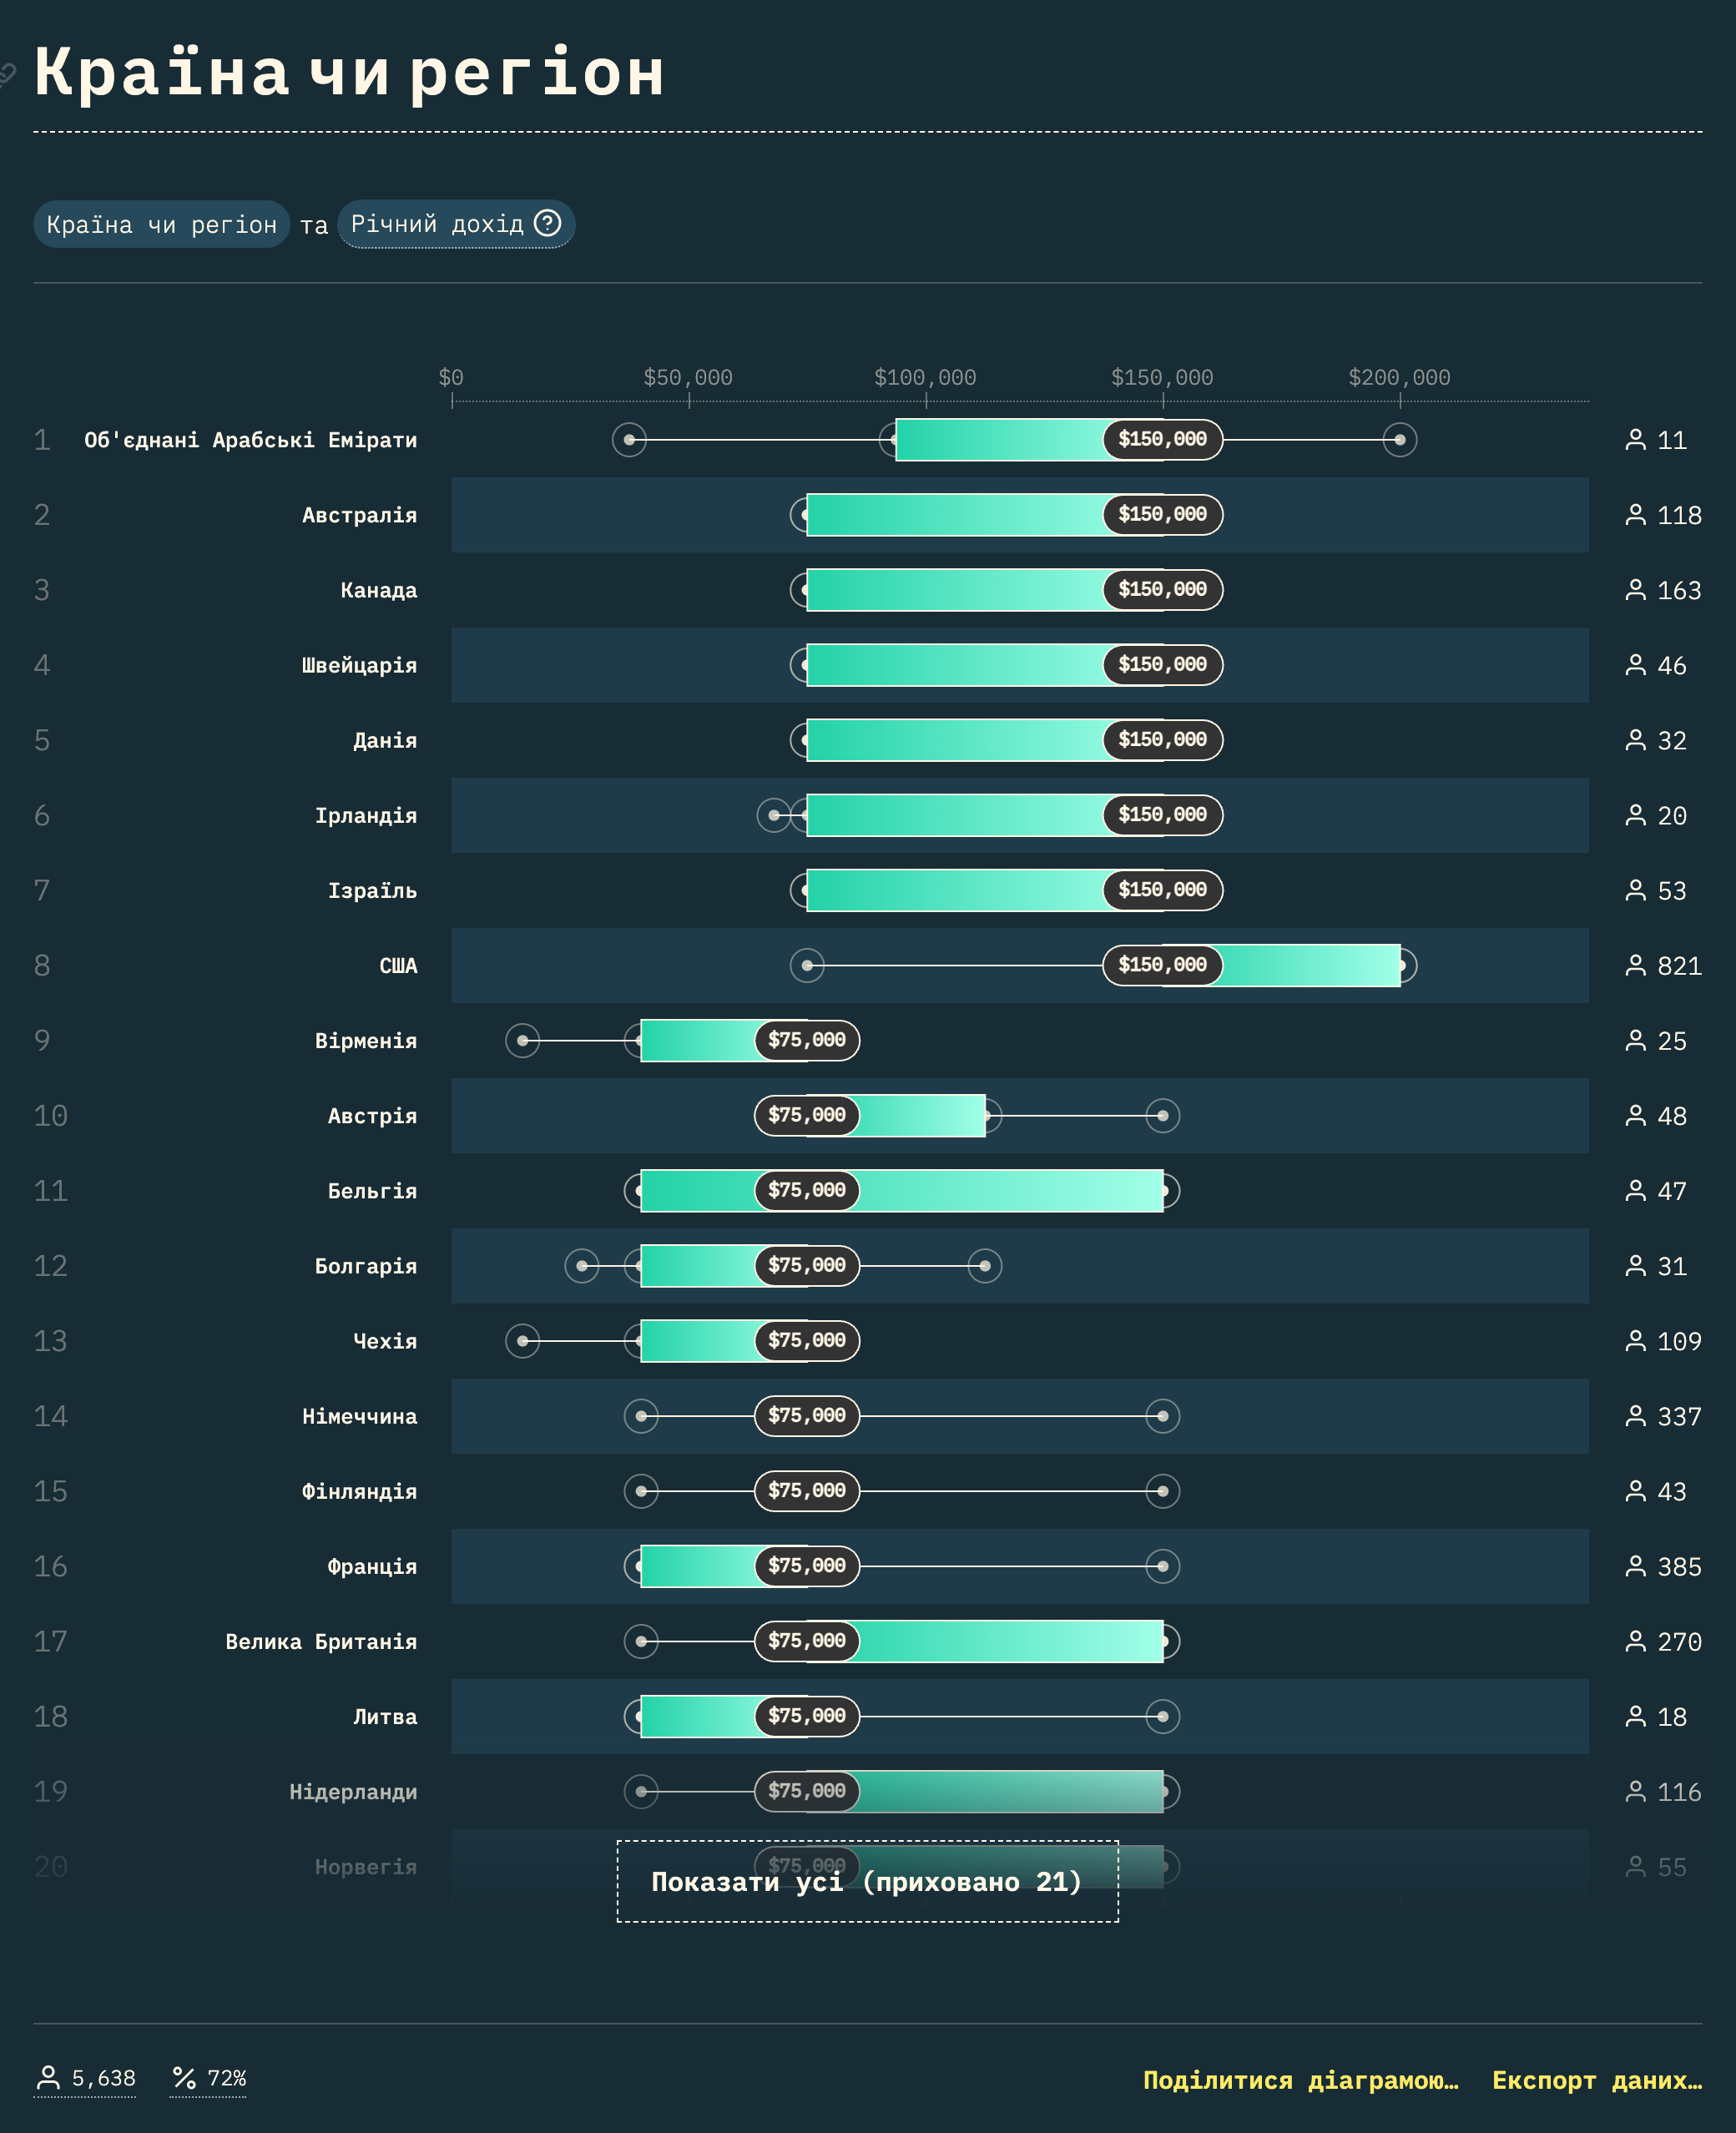 Країна чи регіон
Країна чи регіон та Річний дохід ?
$0 $50,000 $100,000 $150,000 $200,000
1 Об'єднані Арабські Емірати $150,000 11
2 Австралія $150,000 118
3 Канада $150,000 163
4 Швейцарія $150,000 46
5 Данія $150,000 32
6 Ірландія $150,000 20
7 Ізраїль $150,000 53
8 США $150,000 821
9 Вірменія $75,000 25
10 Австрія $75,000 48
11 Бельгія $75,000 47
12 Болгарія $75,000 31
13 Чехія $75,000 109
14 Німеччина $75,000 337
15 Фінляндія $75,000 43
16 Франція $75,000 385
17 Велика Британія $75,000 270
18 Литва $75,000 18
19 Нідерланди $75,000 116
20 Норвегія $75,000 55
Показати усі (приховано 21)
5,638 % 72% Поділитися діаграмою… Експорт даних…